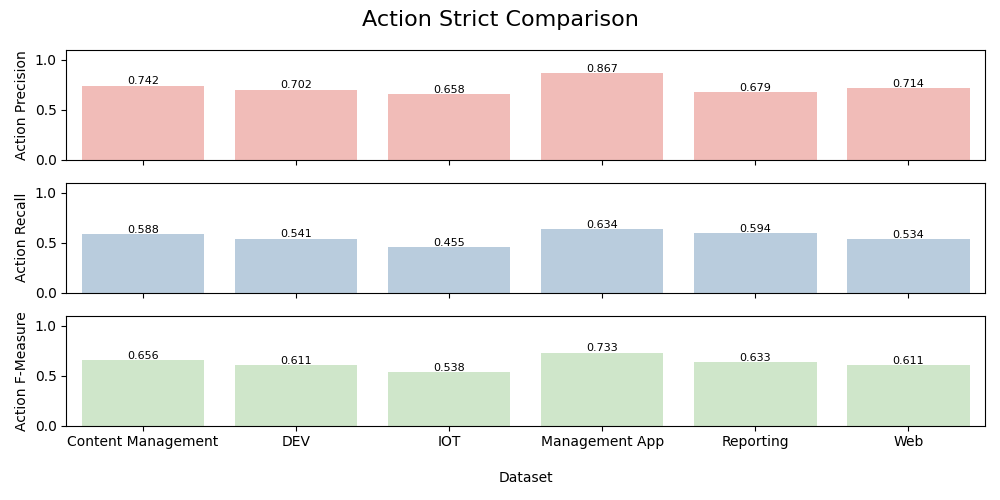 Action Strict Comparison
Action Precision
1.0
0.5
0.0
0.742
0.702
0.658
0.867
0.679
0.714
Action Recall
1.0
0.5
0.0
0.588
0.541
0.455
0.634
0.594
0.534
Action F-Measure
1.0
0.5
0.0
0.656
0.611
0.538
0.733
0.633
0.611
Content Management
DEV
IOT
Management App
Reporting
Web
Dataset